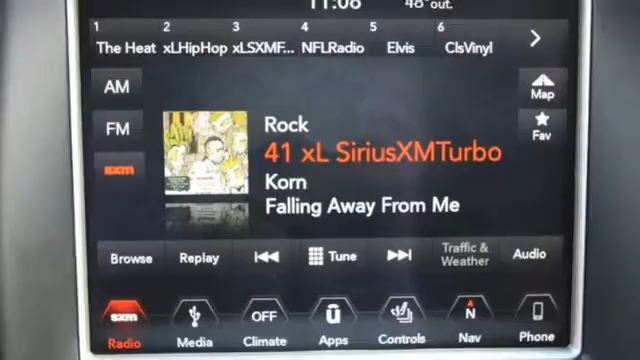 11:06 48°out.
1 2 3 4 5 6
The Heat xLHipHop xLSXMF... NFLRadio Elvis ClsVinyl
AM
Map
FM
Fav
sxm
Rock
41 xL SiriusXMTurbo
Korn
Falling Away From Me
Browse Replay Tune Traffic & Weather Audio
sxm OFF N
Radio Media Climate Apps Controls Nav Phone